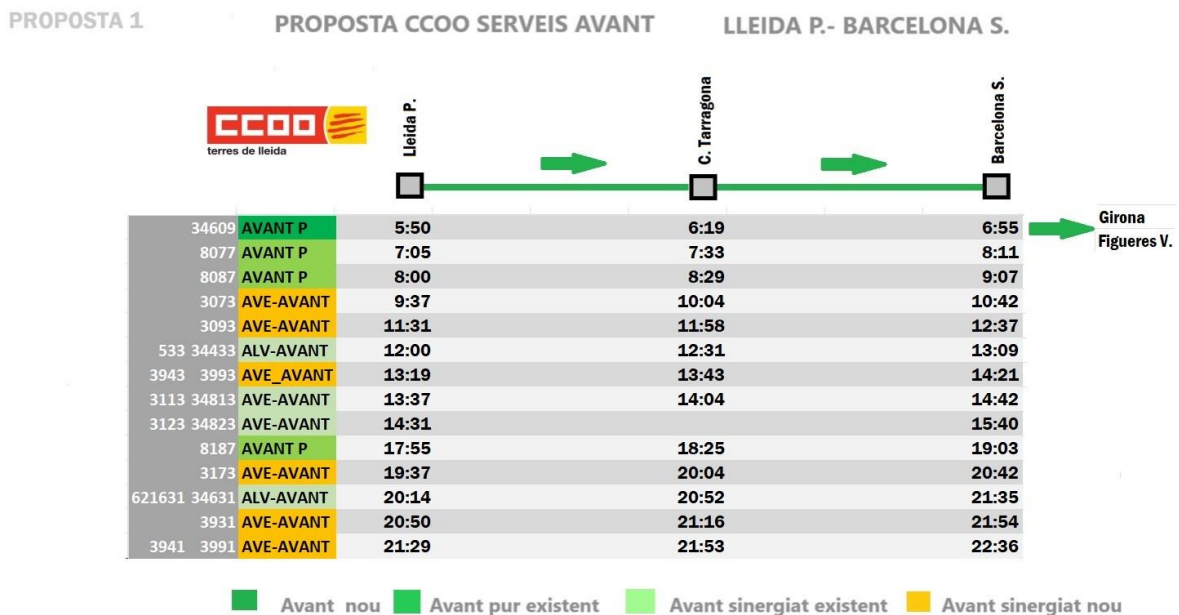 PROPOSTA 1 PROPOSTA CCOO SERVEIS AVANT LLEIDA P.- BARCELONA S.
CCOO
terres de lleida
Lleida P.
C. Tarragona
Barcelona S.
34609 AVANT P 5:50 6:19 6:55
Girona
Figueres V.
8077 AVANT P 7:05 7:33 8:11
8087 AVANT P 8:00 8:29 9:07
3073 AVE-AVANT 9:37 10:04 10:42
3093 AVE-AVANT 11:31 11:58 12:37
533 34433 ALV-AVANT 12:00 12:31 13:09
3943 3993 AVE_AVANT 13:19 13:43 14:21
3113 34813 AVE-AVANT 13:37 14:04 14:42
3123 34823 AVE-AVANT 14:31 15:40
8187 AVANT P 17:55 18:25 19:03
3173 AVE-AVANT 19:37 20:04 20:42
621631 34631 ALV-AVANT 20:14 20:52 21:35
3931 AVE-AVANT 20:50 21:16 21:54
3941 3991 AVE-AVANT 21:29 21:53 22:36
Avant nou Avant pur existent Avant sinergiat existent Avant sinergiat nou